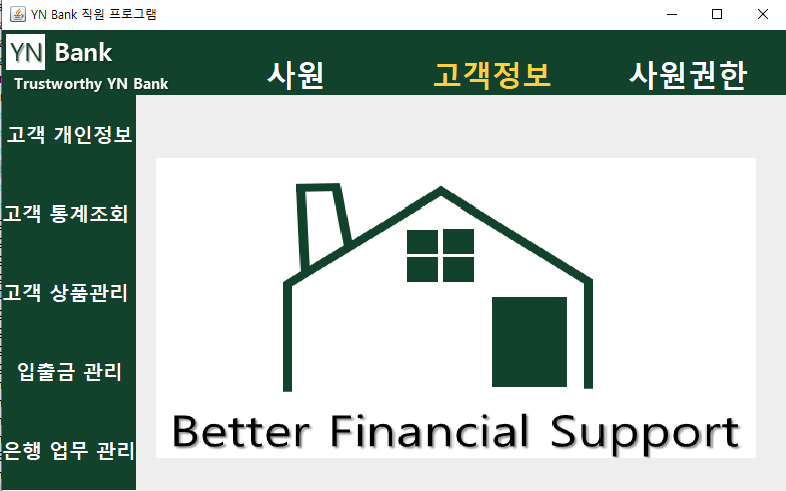 YN Bank 직원 프로그램
YN Bank
Trustworthy YN Bank
사원 고객정보 사원권한
고객 개인정보
고객 통계조회
고객 상품관리
입출금 관리
은행 업무 관리
Better Financial Support